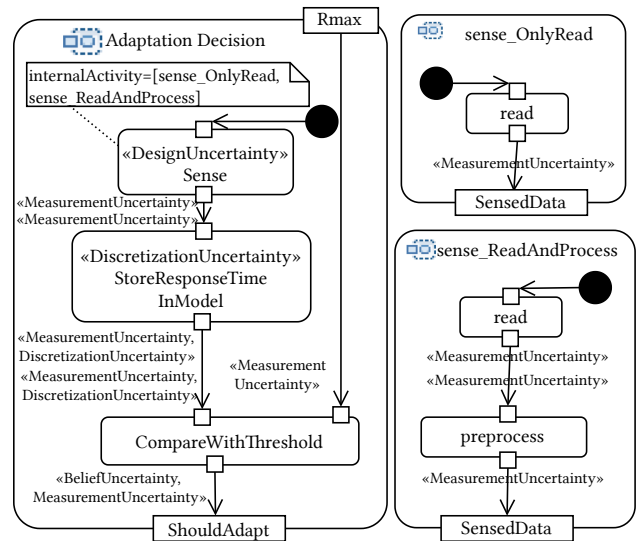 Rmax
Adaptation Decision
internalActivity=[sense_OnlyRead,
sense_ReadAndProcess]
«DesignUncertainty»
Sense
«MeasurementUncertainty»
«MeasurementUncertainty»
«DiscretizationUncertainty»
StoreResponseTime
InModel
«MeasurementUncertainty,
DiscretizationUncertainty»
«MeasurementUncertainty,
DiscretizationUncertainty»
«Measurement
Uncertainty»
CompareWithThreshold
«BeliefUncertainty,
MeasurementUncertainty»
ShouldAdapt
sense_OnlyRead
read
«MeasurementUncertainty»
SensedData
sense_ReadAndProcess
read
«MeasurementUncertainty»
«MeasurementUncertainty»
preprocess
«MeasurementUncertainty»
SensedData